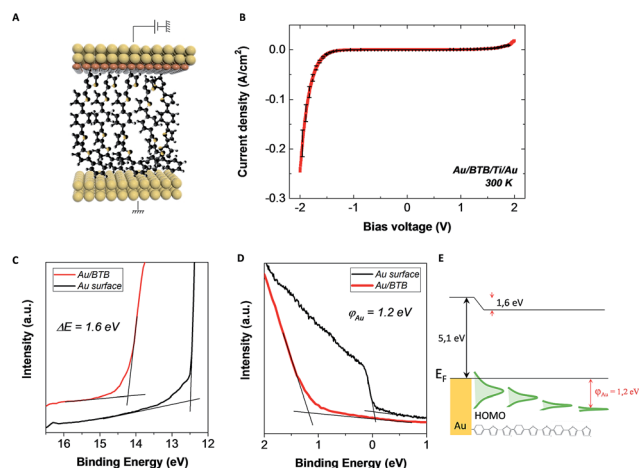 A
B
Current density (A/cm²)
0.0
-0.1
-0.2
-0.3
-2
-1
0
1
2
Bias voltage (V)
Au/BTB/Ti/Au
300 K
C
Intensity (a.u.)
Au/BTB
Au surface
ΔE = 1.6 eV
16
15
14
13
12
Binding Energy (eV)
D
Intensity (a.u.)
Au surface
Au/BTB
φAu = 1.2 eV
2
1
0
1
Binding Energy (eV)
E
1,6 eV
5,1 eV
EF
φAu = 1,2 eV
Au
HOMO